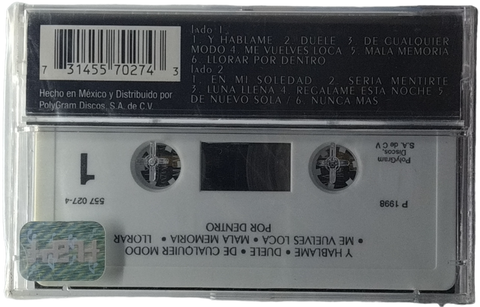 lado 1
1. Y HABLAME 2. DUELE 3. DE CUALQUIER
MODO 4. ME VUELVES LOCA 5. MALA MEMORIA
6. LLORAR POR DENTRO
lado 2
1. EN MI SOLEDAD 2. SERIA MENTIRTE
3. LUNA LLENA 4. REGALAME ESTA NOCHE 5.
DE NUEVO SOLA / 6. NUNCA MAS
7 31455 70274 3
Hecho en México y Distribuido por
PolyGram Discos, S.A. de C.V.
1
557 027-4
PolyGram
Discos,
S.A. de C V
P 1998
Y HABLAME • DUELE • DE CUALQUIER MODO
• ME VUELVES LOCA • MALA MEMORIA • LLORAR
POR DENTRO